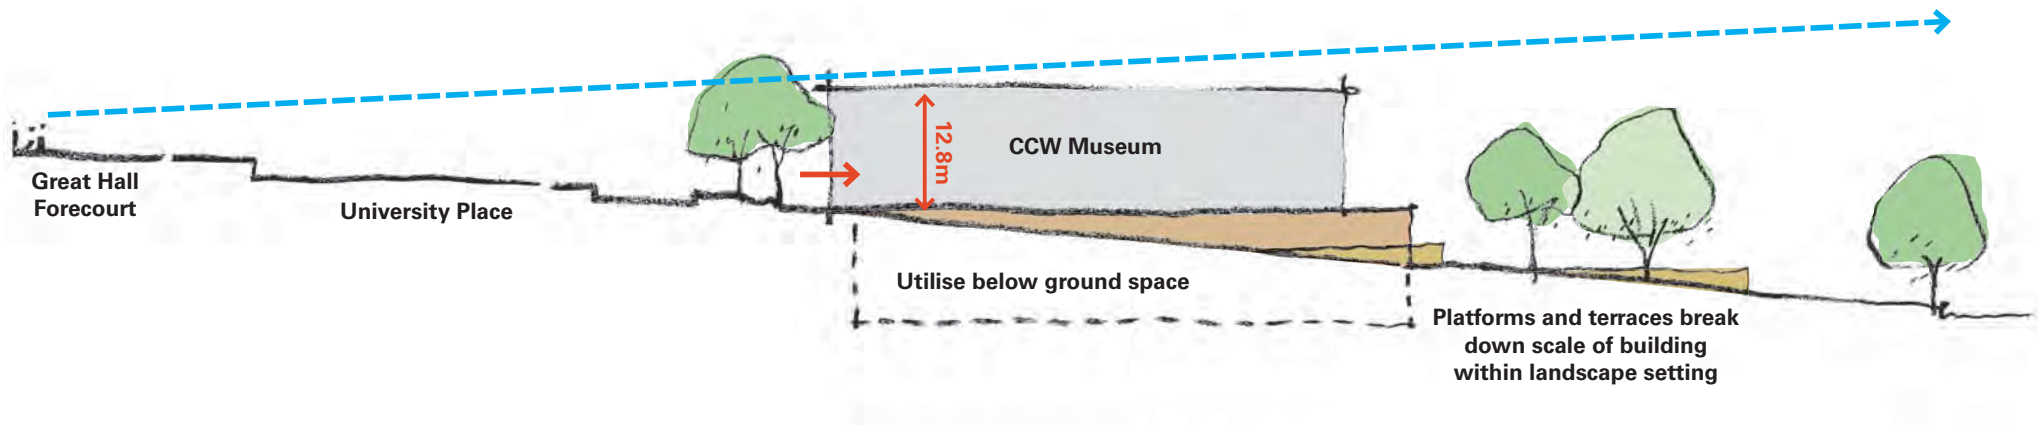 Great Hall
Forecourt
University Place
12.8m
CCW Museum
Utilise below ground space
Platforms and terraces break
down scale of building
within landscape setting